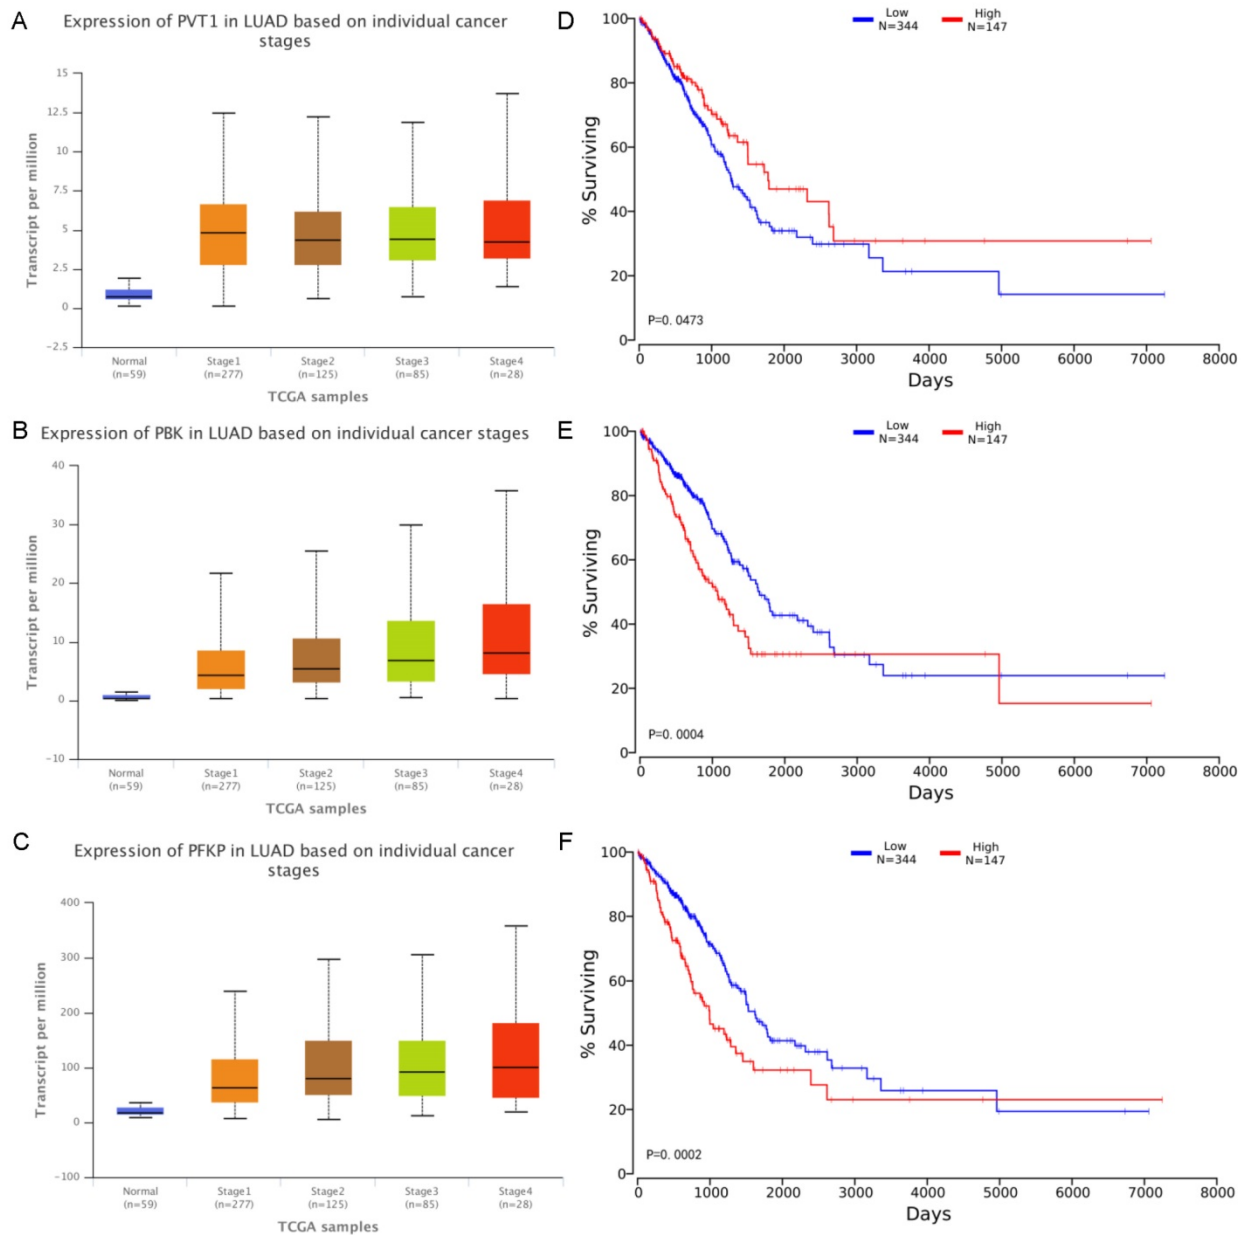 A
Expression of PVT1 in LUAD based on individual cancer
stages
Transcript per million
15
12.5
10
7.5
5
2.5
0
−2.5
Normal Stage1 Stage2 Stage3 Stage4
(n=59) (n=277) (n=125) (n=85) (n=28)
TCGA samples
D
Low High
N=344 N=147
% Surviving
100
80
60
40
20
0
P=0. 0473
0 1000 2000 3000 4000 5000 6000 7000 8000
Days
B
Expression of PBK in LUAD based on individual cancer stages
Transcript per million
40
30
20
10
0
−10
Normal Stage1 Stage2 Stage3 Stage4
(n=59) (n=277) (n=125) (n=85) (n=28)
TCGA samples
E
Low High
N=344 N=147
% Surviving
100
80
60
40
20
0
P=0. 0004
0 1000 2000 3000 4000 5000 6000 7000 8000
Days
C
Expression of PFKP in LUAD based on individual cancer
stages
Transcript per million
400
300
200
100
0
−100
Normal Stage1 Stage2 Stage3 Stage4
(n=59) (n=277) (n=125) (n=85) (n=28)
TCGA samples
F
Low High
N=344 N=147
% Surviving
100
80
60
40
20
0
P=0. 0002
0 1000 2000 3000 4000 5000 6000 7000 8000
Days